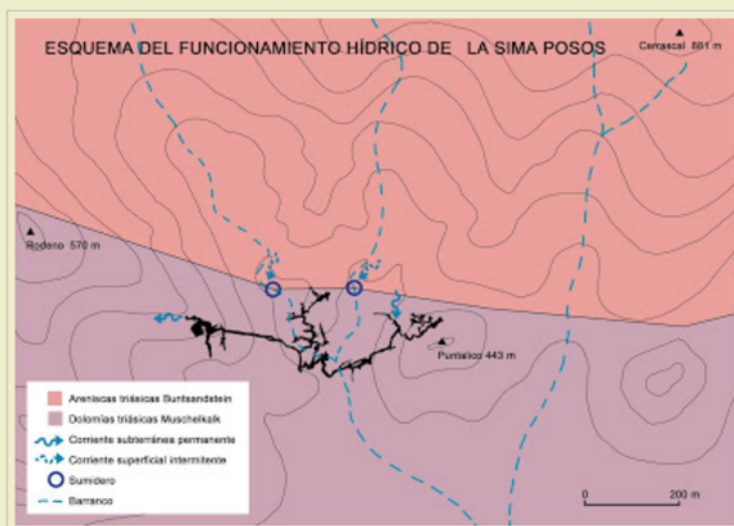 ESQUEMA DEL FUNCIONAMIENTO HÍDRICO DE LA SIMA POSOS
Carrascal 881 m
Rodeno 570 m
Puntalico 443 m
Areniscas triásicas Buntsandstein
Dolomías triásicas Muschelkalk
Corriente subterránea permanente
Corriente superficial intermitente
Sumidero
Barranco
0 200 m